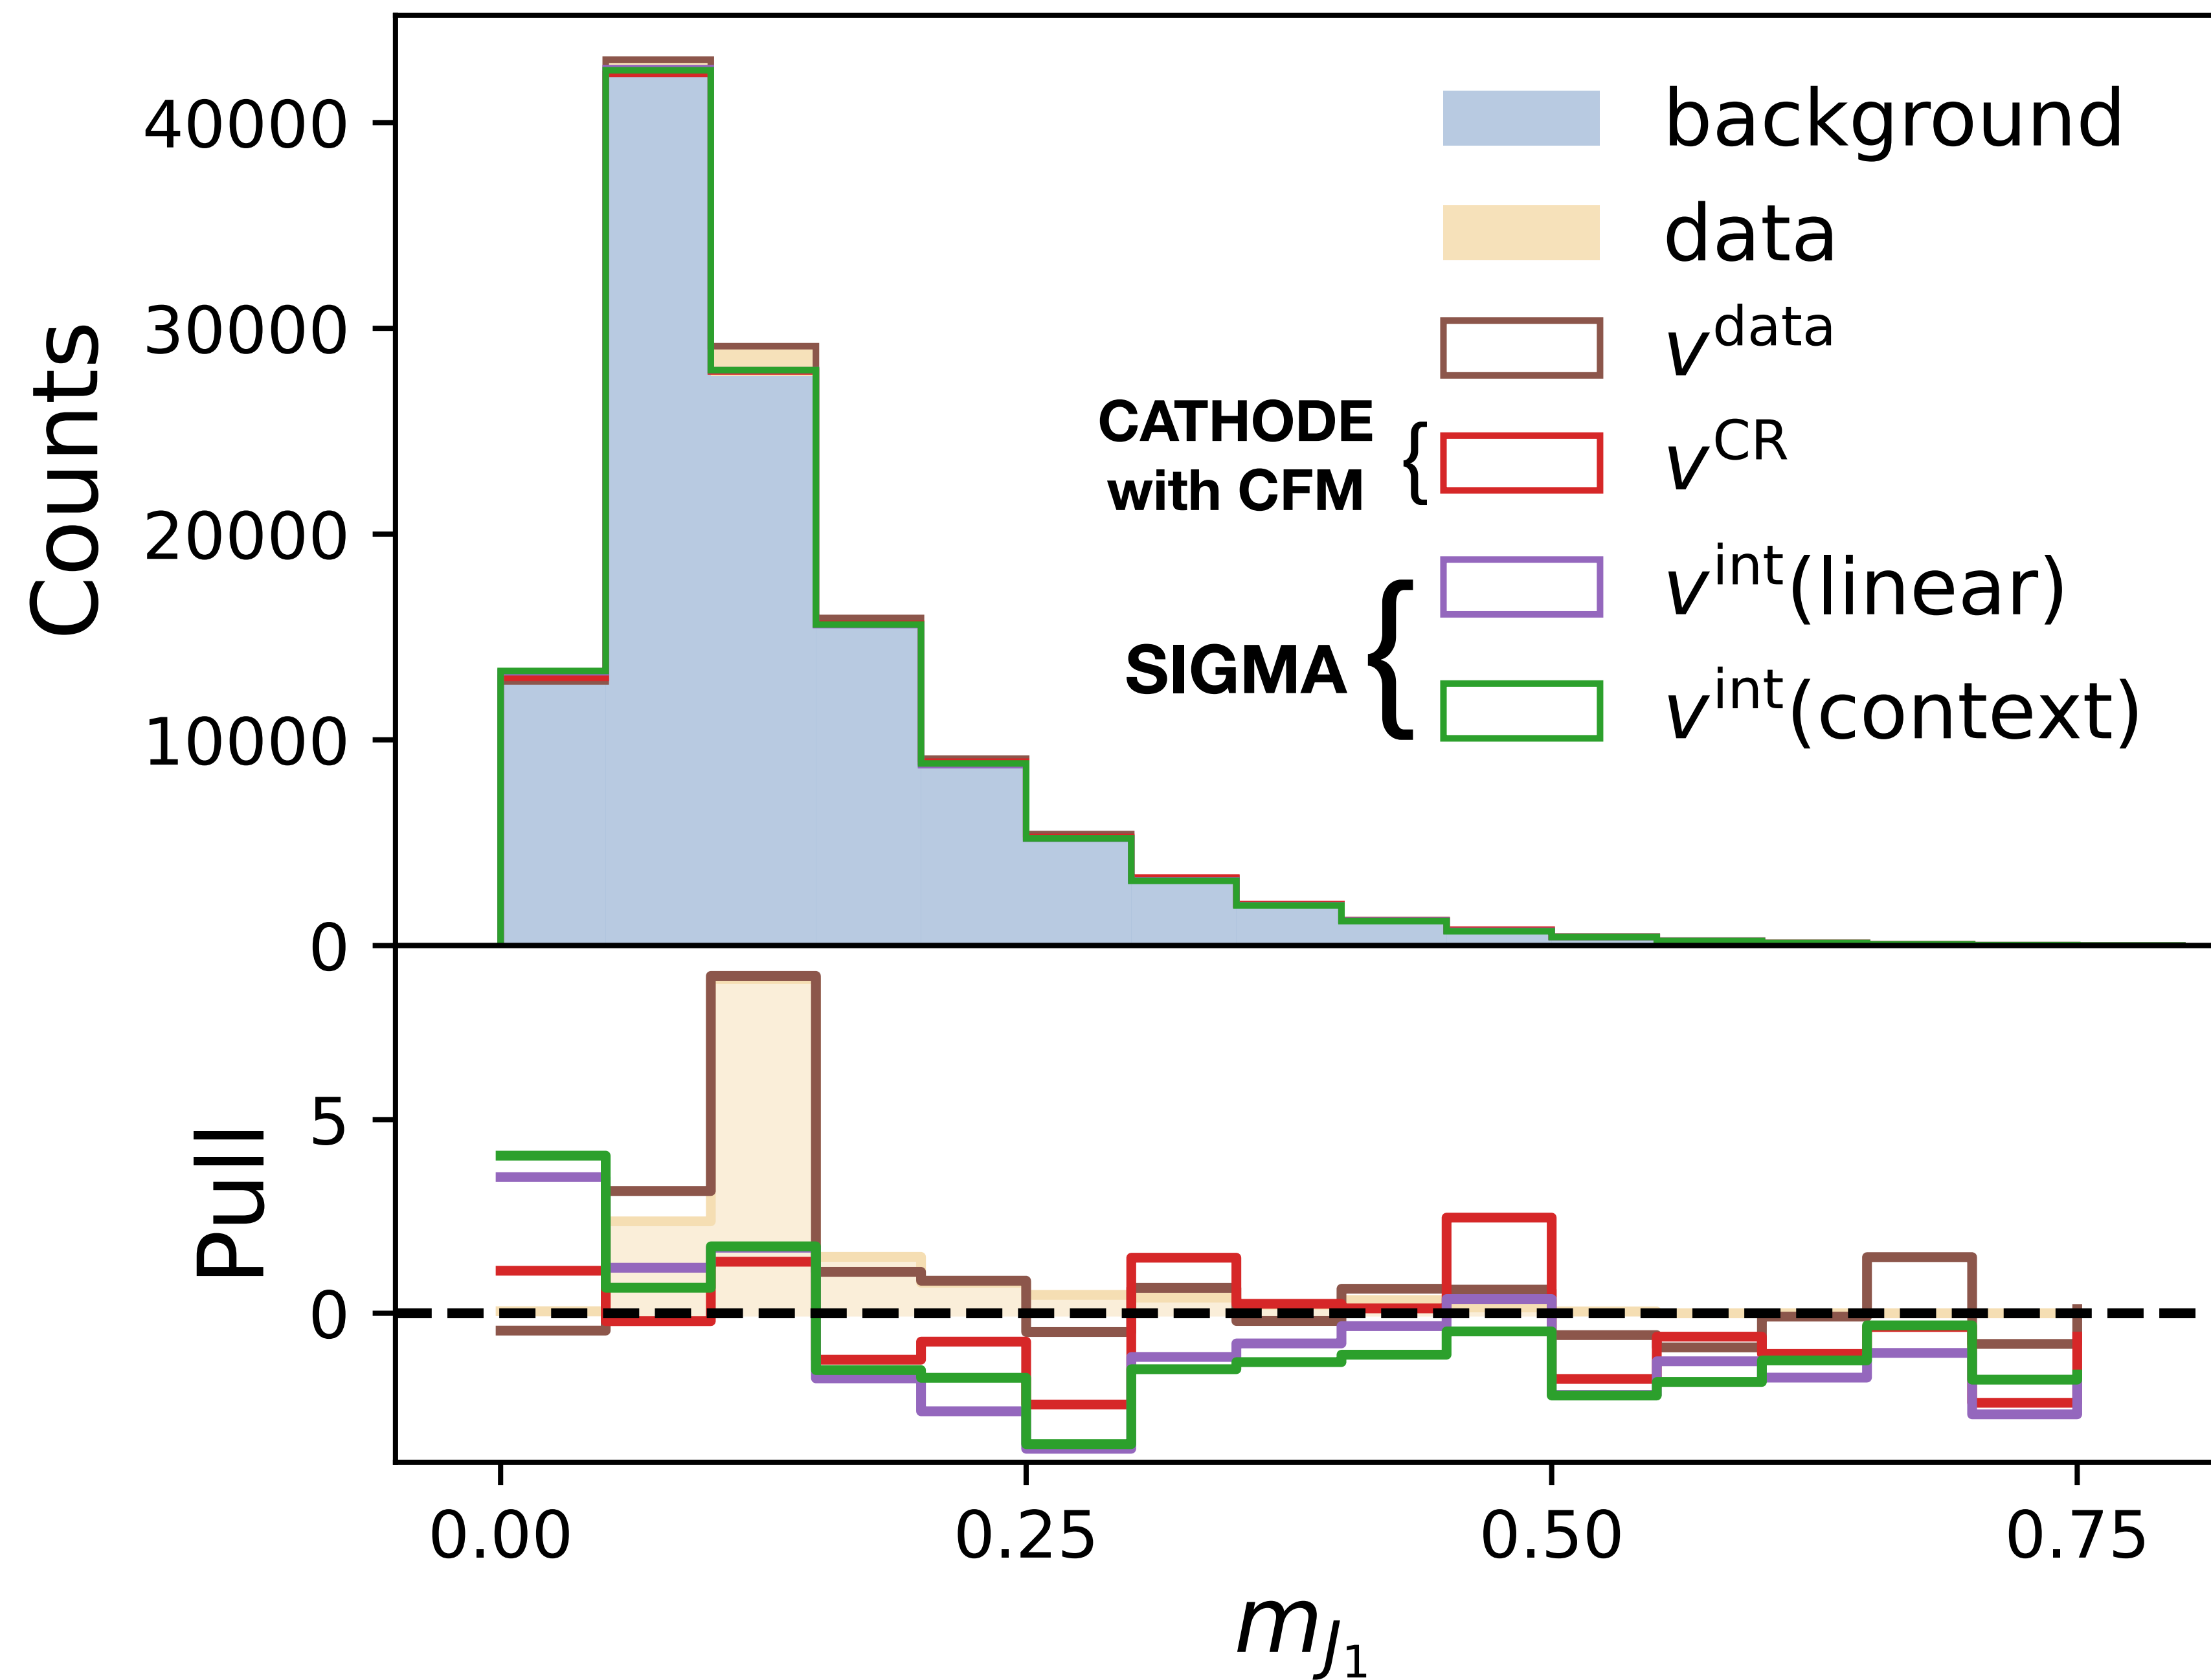 Counts
40000
30000
20000
10000
0
background
data
v^data
CATHODE
with CFM
{
v^CR
SIGMA
{
v^int(linear)
v^int(context)
Pull
5
0
0.00 0.25 0.50 0.75
m_J_1